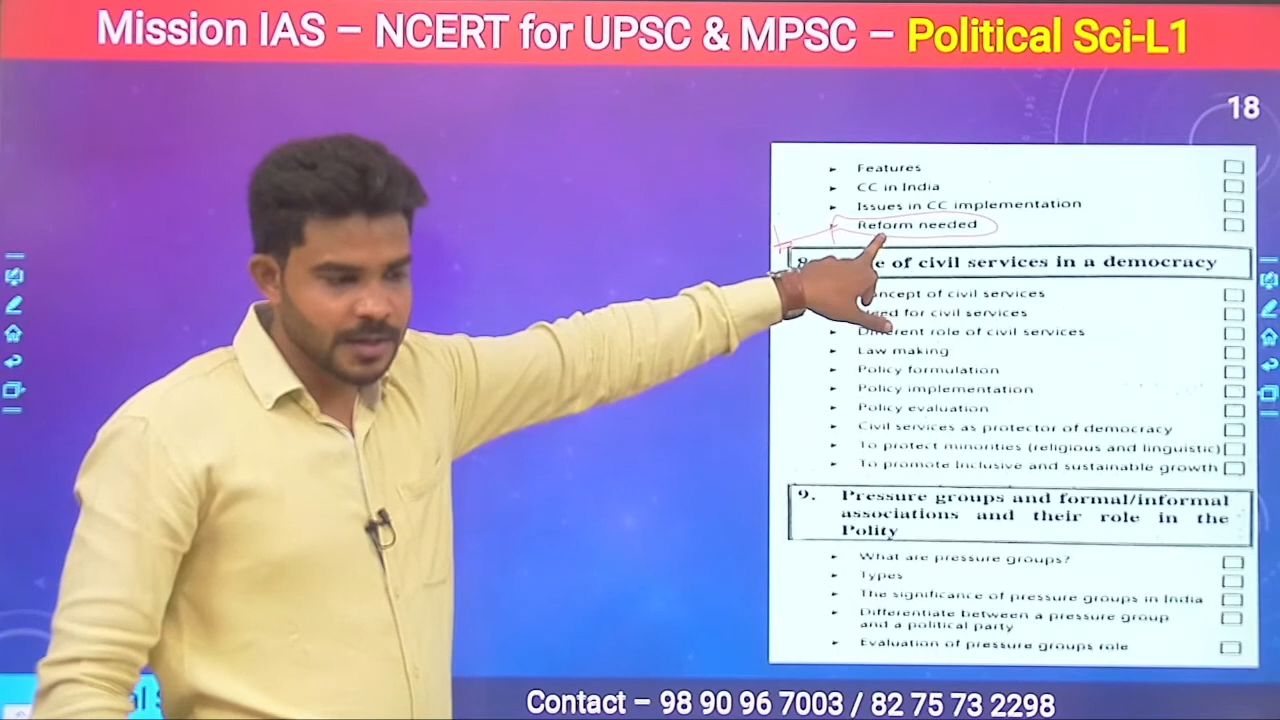 Mission IAS – NCERT for UPSC & MPSC – Political Sci-L1
18
Features
CC in India
Issues in CC implementation
Reform needed
of civil services in a democracy
of civil services
for civil services
role of civil services
Law making
Policy formulation
Policy implementation
Policy evaluation
Civil services as protector of democracy
To protect minorities (religious and linguistic)
To promote Inclusive and sustainable growth
9. Pressure groups and formal/informal
associations and their role in the
Polity
What are pressure groups?
Types
The significance of pressure groups in India
Differentiate between a pressure group
and a political party
Evaluation of pressure groups role
Contact – 98 90 96 7003 / 82 75 73 2298